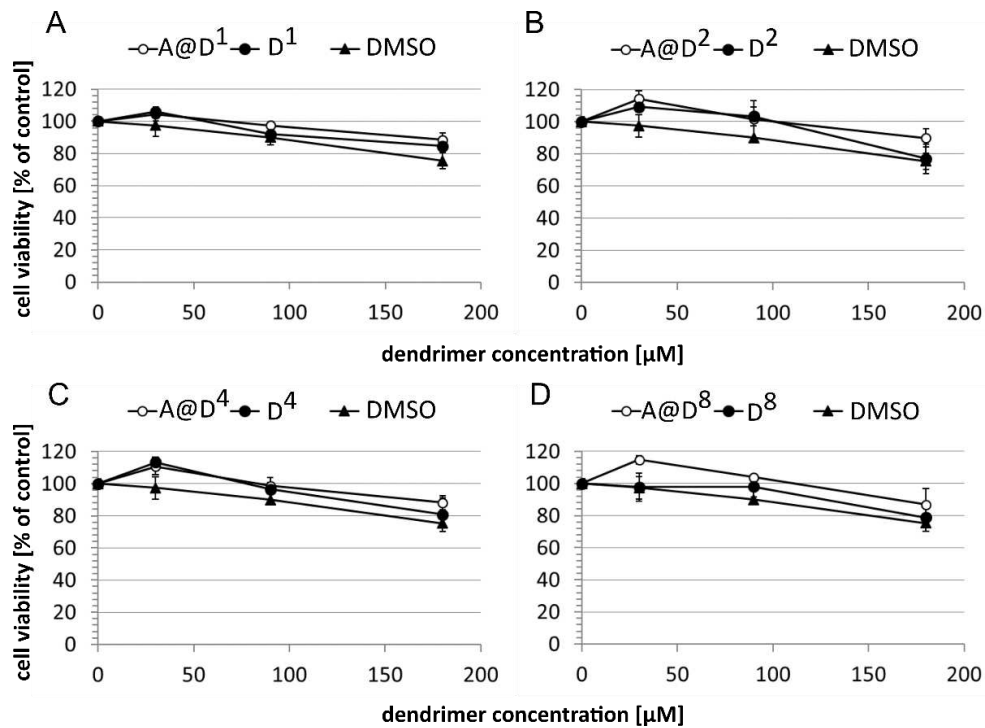 A
B
A@D¹ D¹ DMSO
A@D² D² DMSO
cell viability [% of control]
120
100
80
60
40
20
0
0 50 100 150 200
120
100
80
60
40
20
0
0 50 100 150 200
dendrimer concentration [µM]
C
D
A@D⁴ D⁴ DMSO
A@D⁸ D⁸ DMSO
cell viability [% of control]
120
100
80
60
40
20
0
0 50 100 150 200
120
100
80
60
40
20
0
0 50 100 150 200
dendrimer concentration [µM]